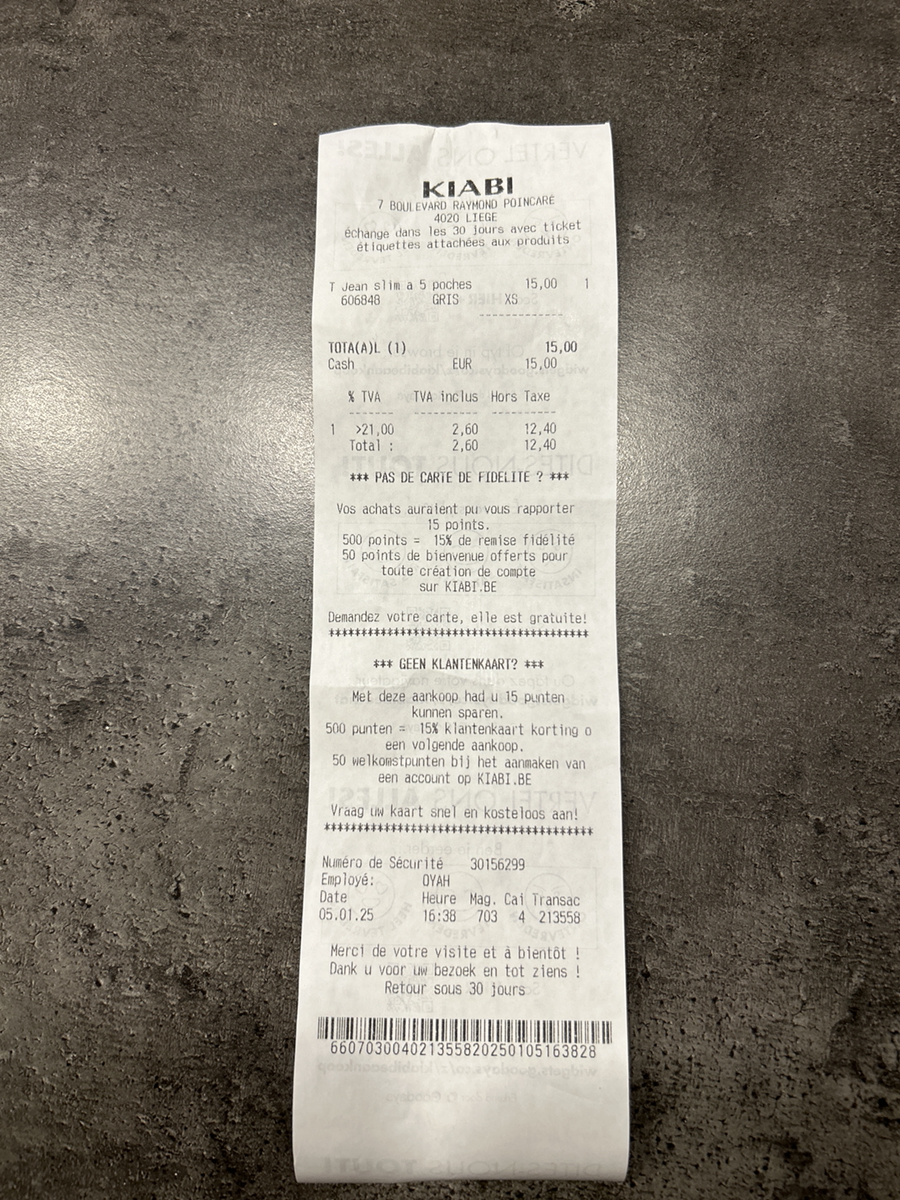 KIABI
7 BOULEVARD RAYMOND POINCARÉ
4020 LIEGE
échange dans les 30 jours avec ticket
étiquettes attachées aux produits
T Jean slim a 5 poches 15,00 1
606848 GRIS XS
-------------
TOTA(A)L (1) 15,00
Cash EUR 15,00
% TVA TVA inclus Hors Taxe
------- ---------- ---------
1 >21,00 2,60 12,40
Total : 2,60 12,40
*** PAS DE CARTE DE FIDELITE ? ***
Vos achats auraient pu vous rapporter
15 points.
500 points = 15% de remise fidélité
50 points de bienvenue offerts pour
toute création de compte
sur KIABI.BE
Demandez votre carte, elle est gratuite!
****************************************
*** GEEN KLANTENKAART? ***
Met deze aankoop had u 15 punten
kunnen sparen.
500 punten = 15% klantenkaart korting o
een volgende aankoop.
50 welkomstpunten bij het aanmaken van
een account op KIABI.BE
Vraag uw kaart snel en kosteloos aan!
****************************************
Numéro de Sécurité 30156299
Employé: OYAH
Date Heure Mag. Cai Transac
05.01.25 16:38 703 4 213558
Merci de votre visite et à bientôt !
Dank u voor uw bezoek en tot ziens !
Retour sous 30 jours
660703004021355820250105163828